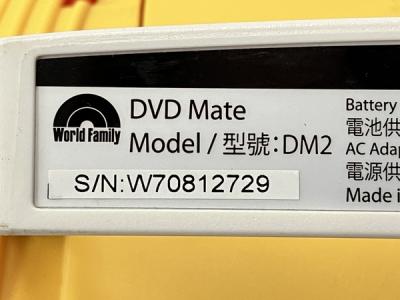 World Family
DVD Mate
Model / 型號：DM2
S/N:W70812729
Battery
電池供
AC Adap
電源供
Made i